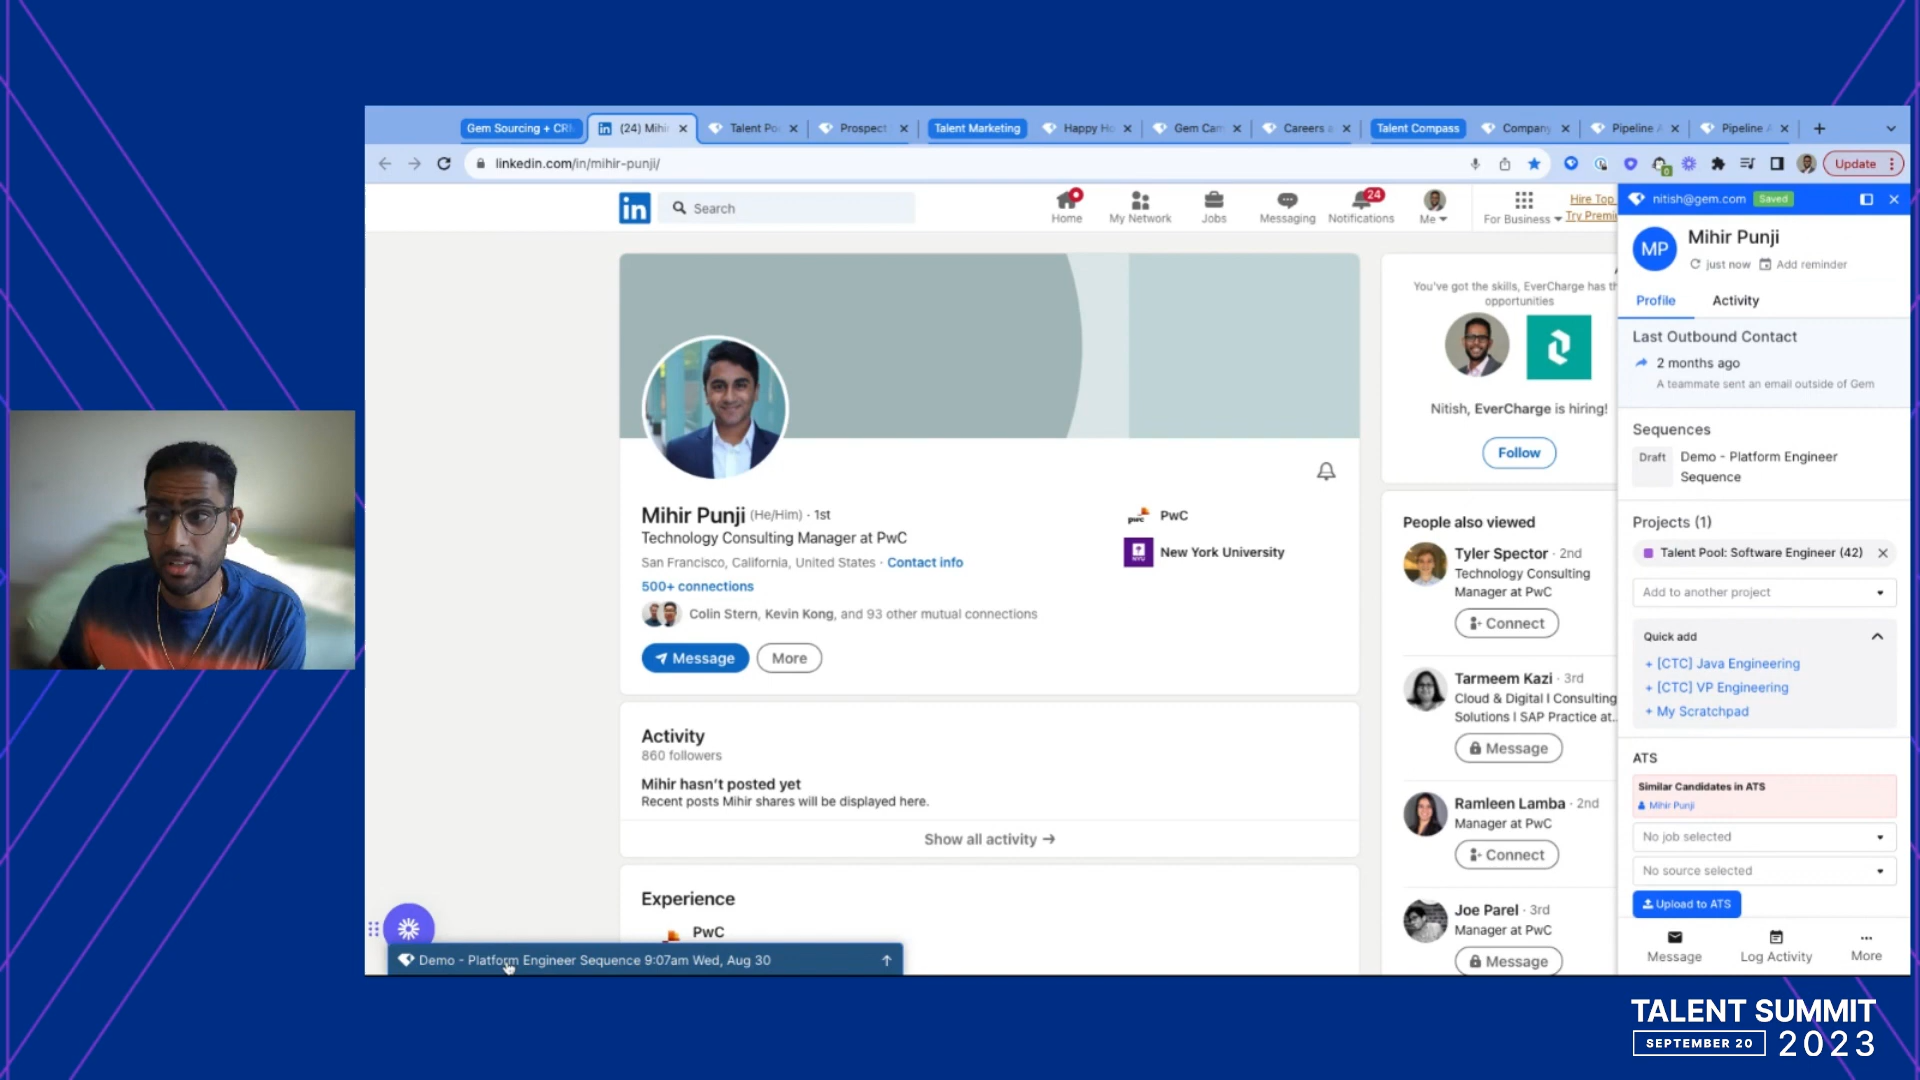 Gem Sourcing + CR
(24) Mihir
Talent Po
Prospect
Talent Marketing
Happy Ho
Gem Cam
Careers
Talent Compass
Company
Pipeline
Pipeline
linkedin.com/in/mihir-punji/
Update
Search
Home
My Network
Jobs
Messaging
24
Notifications
Me
For Business
Hire Top
Try Premi
nitish@gem.com Saved
MP
Mihir Punji
just now Add reminder
Profile Activity
Last Outbound Contact
2 months ago
A teammate sent an email outside of Gem
Sequences
Draft Demo - Platform Engineer
Sequence
Projects (1)
Talent Pool: Software Engineer (42)
Add to another project
Quick add
+ [CTC] Java Engineering
+ [CTC] VP Engineering
+ My Scratchpad
ATS
Similar Candidates in ATS
Mihir Punji
No job selected
No source selected
Upload to ATS
Message
Log Activity
More
You've got the skills, EverCharge has th
opportunities
Nitish, EverCharge is hiring!
Follow
Mihir Punji (He/Him) · 1st
Technology Consulting Manager at PwC
San Francisco, California, United States · Contact info
500+ connections
Colin Stern, Kevin Kong, and 93 other mutual connections
Message More
pwc PwC
NYU New York University
Activity
860 followers
Mihir hasn't posted yet
Recent posts Mihir shares will be displayed here.
Show all activity →
Experience
PwC
People also viewed
Tyler Spector · 2nd
Technology Consulting
Manager at PwC
Connect
Tarmeem Kazi · 3rd
Cloud & Digital I Consulting
Solutions I SAP Practice at..
Message
Ramleen Lamba · 2nd
Manager at PwC
Connect
Joe Parel · 3rd
Manager at PwC
Message
Demo - Platform Engineer Sequence 9:07am Wed, Aug 30
TALENT SUMMIT
SEPTEMBER 20 2023